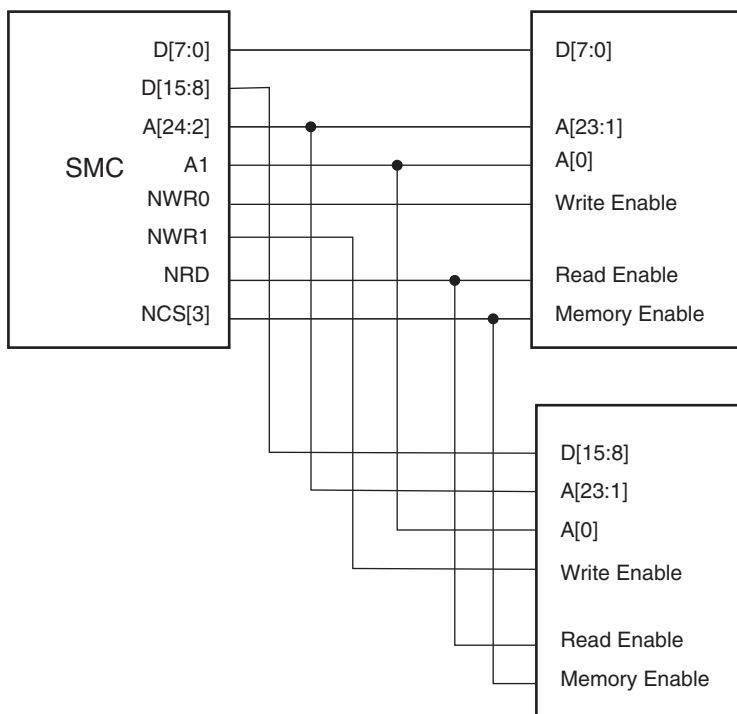 SMC
D[7:0]
D[15:8]
A[24:2]
A1
NWR0
NWR1
NRD
NCS[3]
D[7:0]
A[23:1]
A[0]
Write Enable
Read Enable
Memory Enable
D[15:8]
A[23:1]
A[0]
Write Enable
Read Enable
Memory Enable